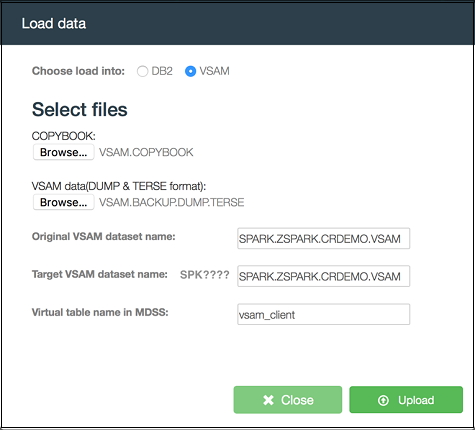 Load data
Choose load into: DB2 VSAM
Select files
COPYBOOK:
Browse... VSAM.COPYBOOK
VSAM data(DUMP & TERSE format):
Browse... VSAM.BACKUP.DUMP.TERSE
Original VSAM dataset name: SPARK.ZSPARK.CRDEMO.VSAM
Target VSAM dataset name: SPK???? SPARK.ZSPARK.CRDEMO.VSAM
Virtual table name in MDSS: vsam_client
Close Upload